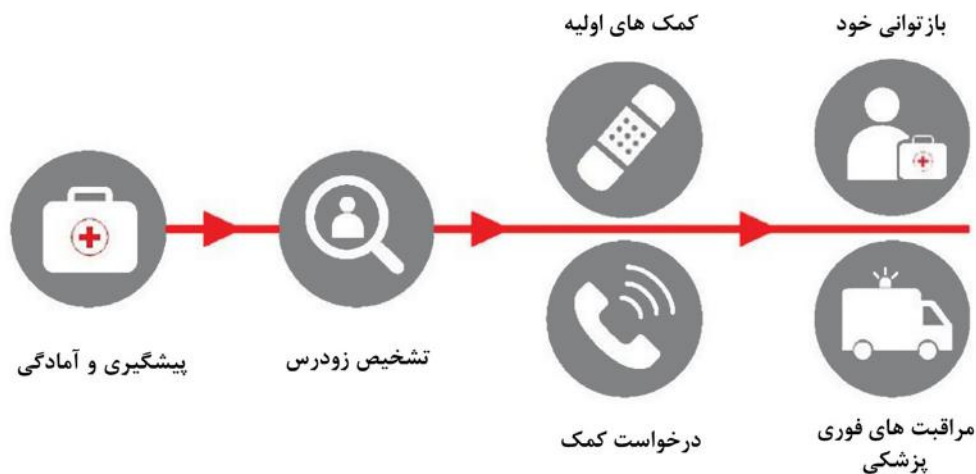 کمک های اولیه
بازتوانی خود
پیشگیری و آمادگی
تشخیص زودرس
درخواست کمک
مراقبت های فوری
پزشکی